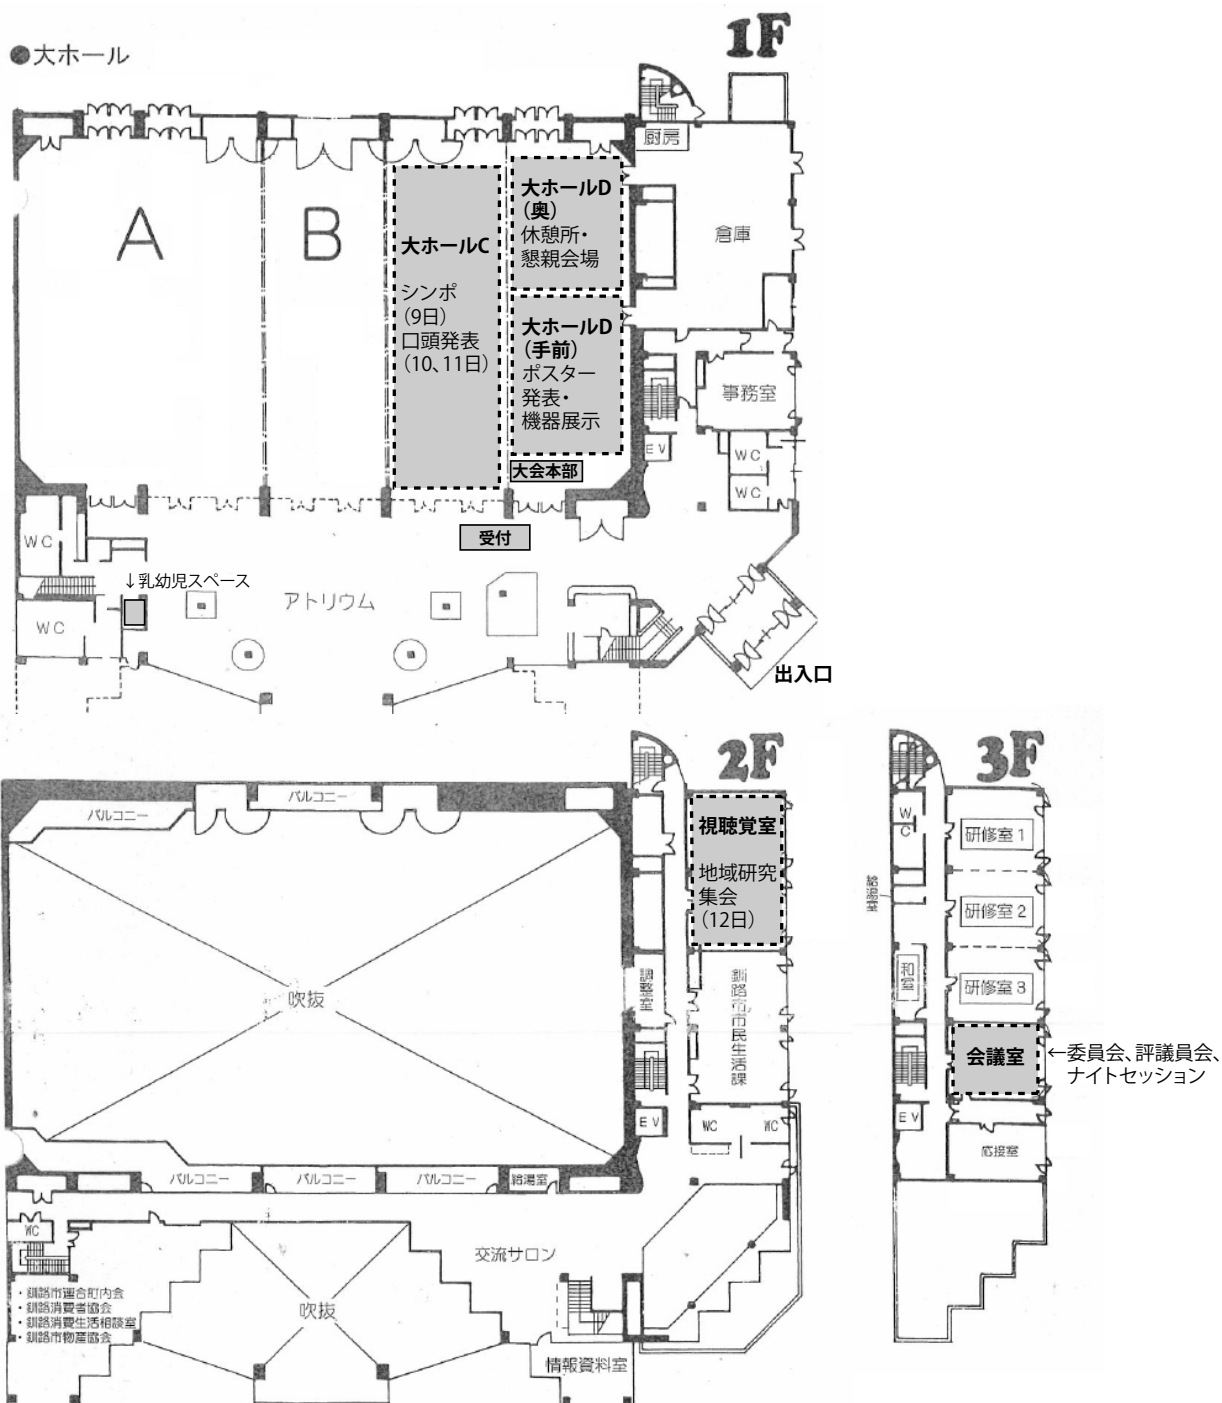 ●大ホール
1F
A
B
大ホールC
シンポ
(9日)
口頭発表
(10、11日)
大ホールD
(奥)
休憩所・
懇親会場
大ホールD
(手前)
ポスター
発表・
機器展示
大会本部
受付
厨房
倉庫
事務室
EV
WC
WC
WC
↓乳幼児スペース
WC
アトリウム
出入口
2F
バルコニー
バルコニー
視聴覚室
地域研究
集会
(12日)
吹抜
調整室
釧路市市民生活課
EV
WC
WC
バルコニー
バルコニー
バルコニー
給湯室
WC
交流サロン
・釧路市連合町内会
・釧路消費者協会
・釧路消費生活相談室
・釧路市物産協会
吹抜
情報資料室
3F
WC
研修室1
給湯室
研修室2
和室
研修室3
会議室
←委員会、評議員会、
ナイトセッション
EV
応接室